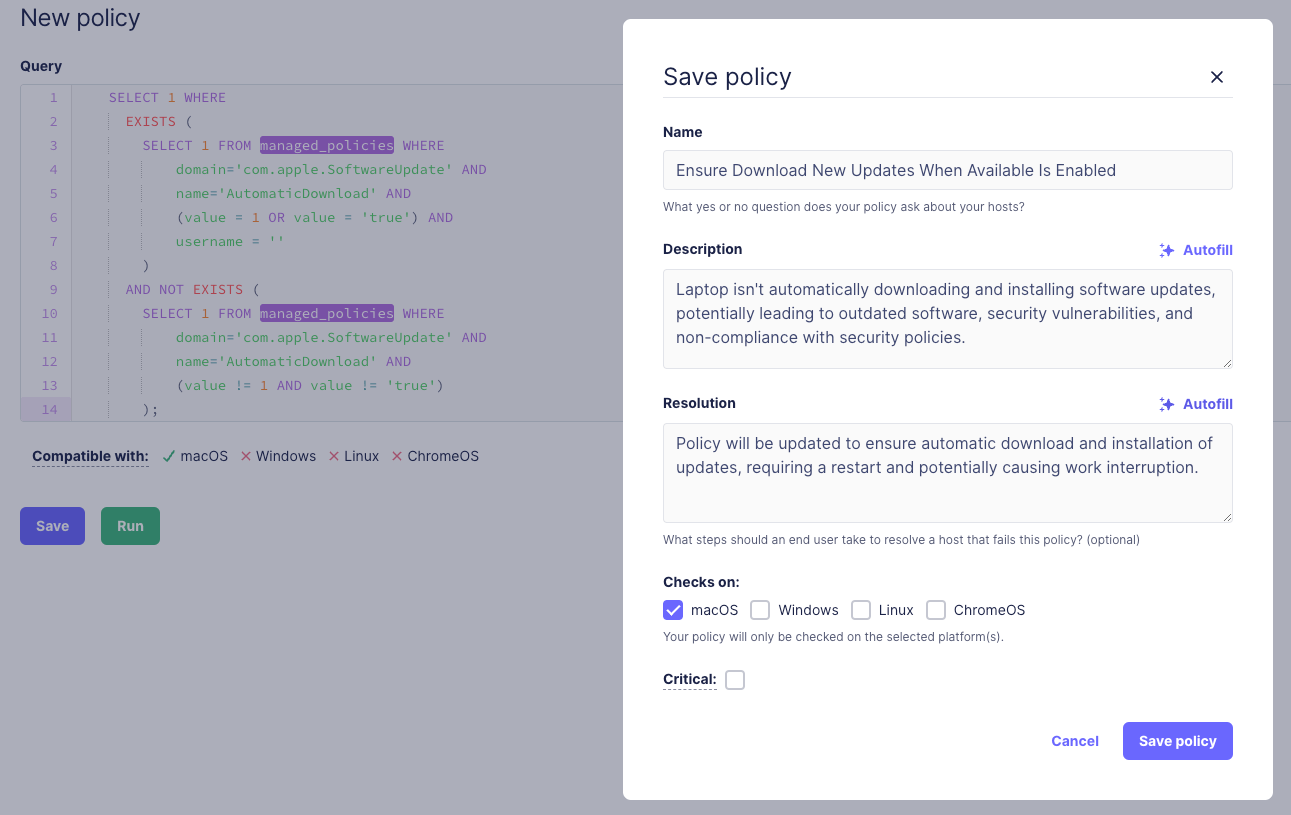 New policy
Query
1 SELECT 1 WHERE
2 EXISTS (
3 SELECT 1 FROM managed_policies WHERE
4 domain='com.apple.SoftwareUpdate' AND
5 name='AutomaticDownload' AND
6 (value = 1 OR value = 'true') AND
7 username = ''
8 )
9 AND NOT EXISTS (
10 SELECT 1 FROM managed_policies WHERE
11 domain='com.apple.SoftwareUpdate' AND
12 name='AutomaticDownload' AND
13 (value != 1 AND value != 'true')
14 );
Compatible with: macOS Windows Linux ChromeOS
Save Run
Save policy
Name
Ensure Download New Updates When Available Is Enabled
What yes or no question does your policy ask about your hosts?
Description Autofill
Laptop isn't automatically downloading and installing software updates,
potentially leading to outdated software, security vulnerabilities, and
non-compliance with security policies.
Resolution Autofill
Policy will be updated to ensure automatic download and installation of
updates, requiring a restart and potentially causing work interruption.
What steps should an end user take to resolve a host that fails this policy? (optional)
Checks on:
macOS Windows Linux ChromeOS
Your policy will only be checked on the selected platform(s).
Critical:
Cancel Save policy